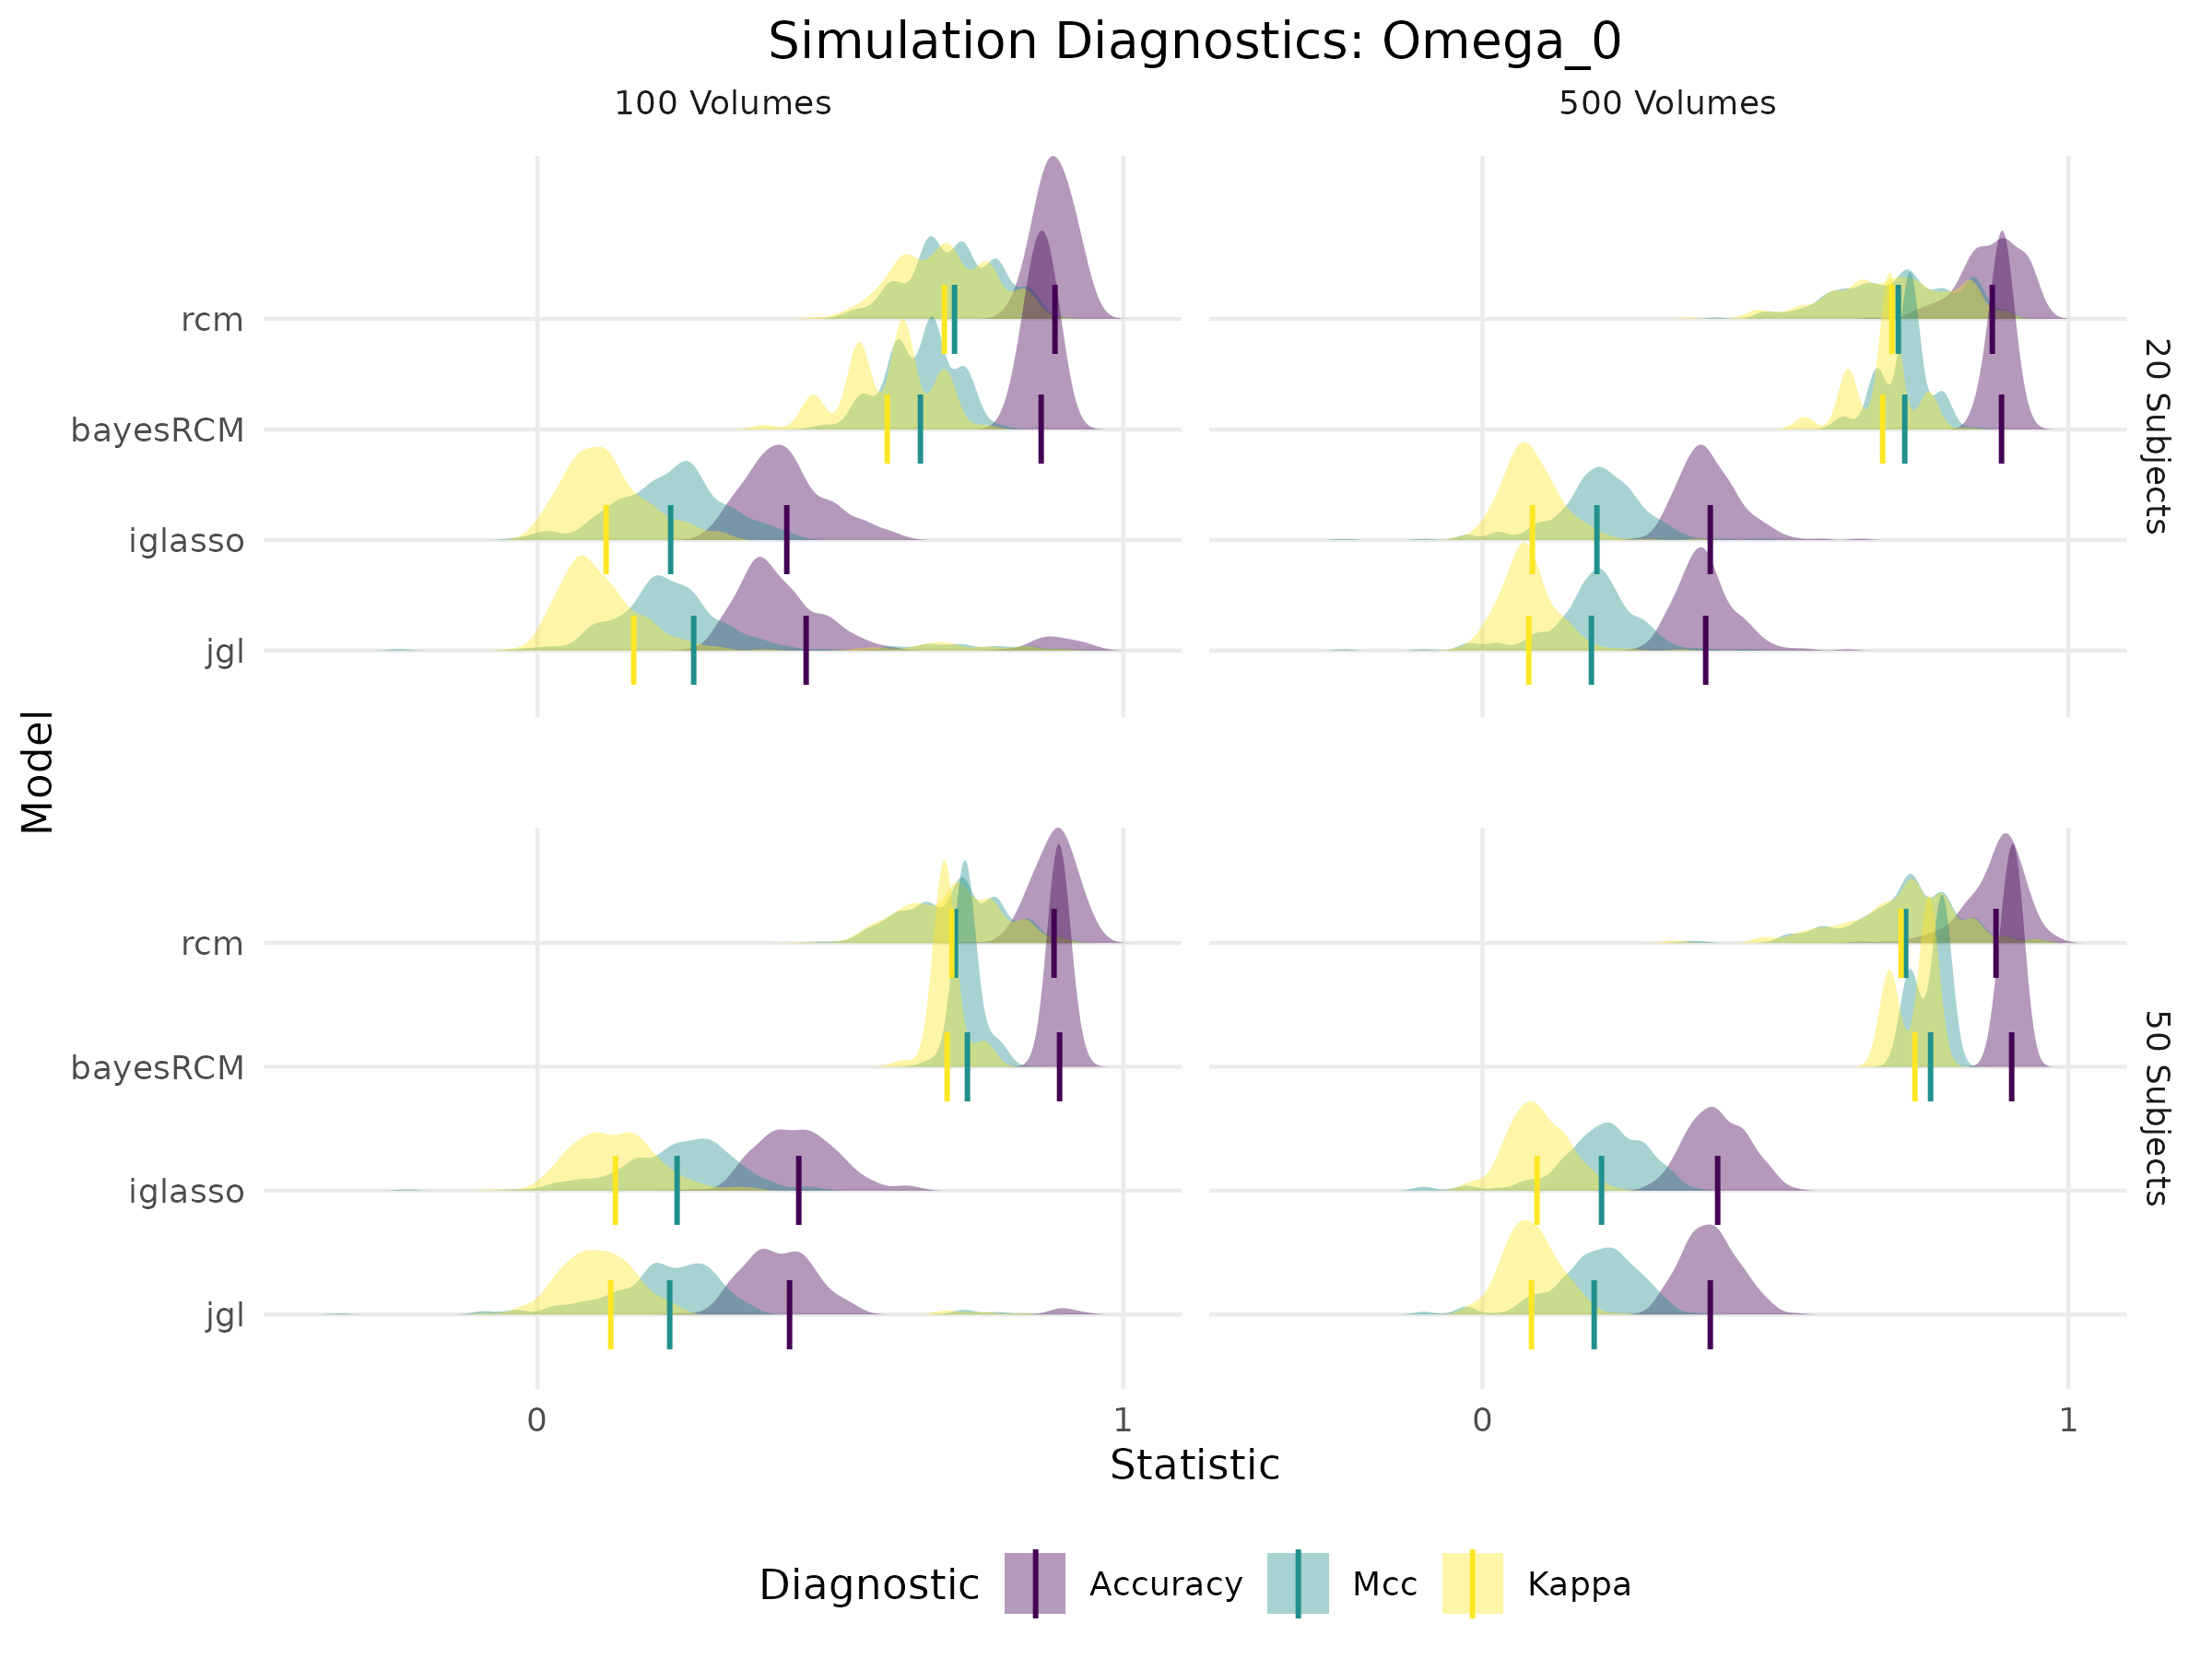 Simulation Diagnostics: Omega_0
100 Volumes
500 Volumes
rcm
bayesRCM
iglasso
jgl
20 Subjects
Model
rcm
bayesRCM
iglasso
jgl
50 Subjects
0
1
0
1
Statistic
Diagnostic
Accuracy
Mcc
Kappa